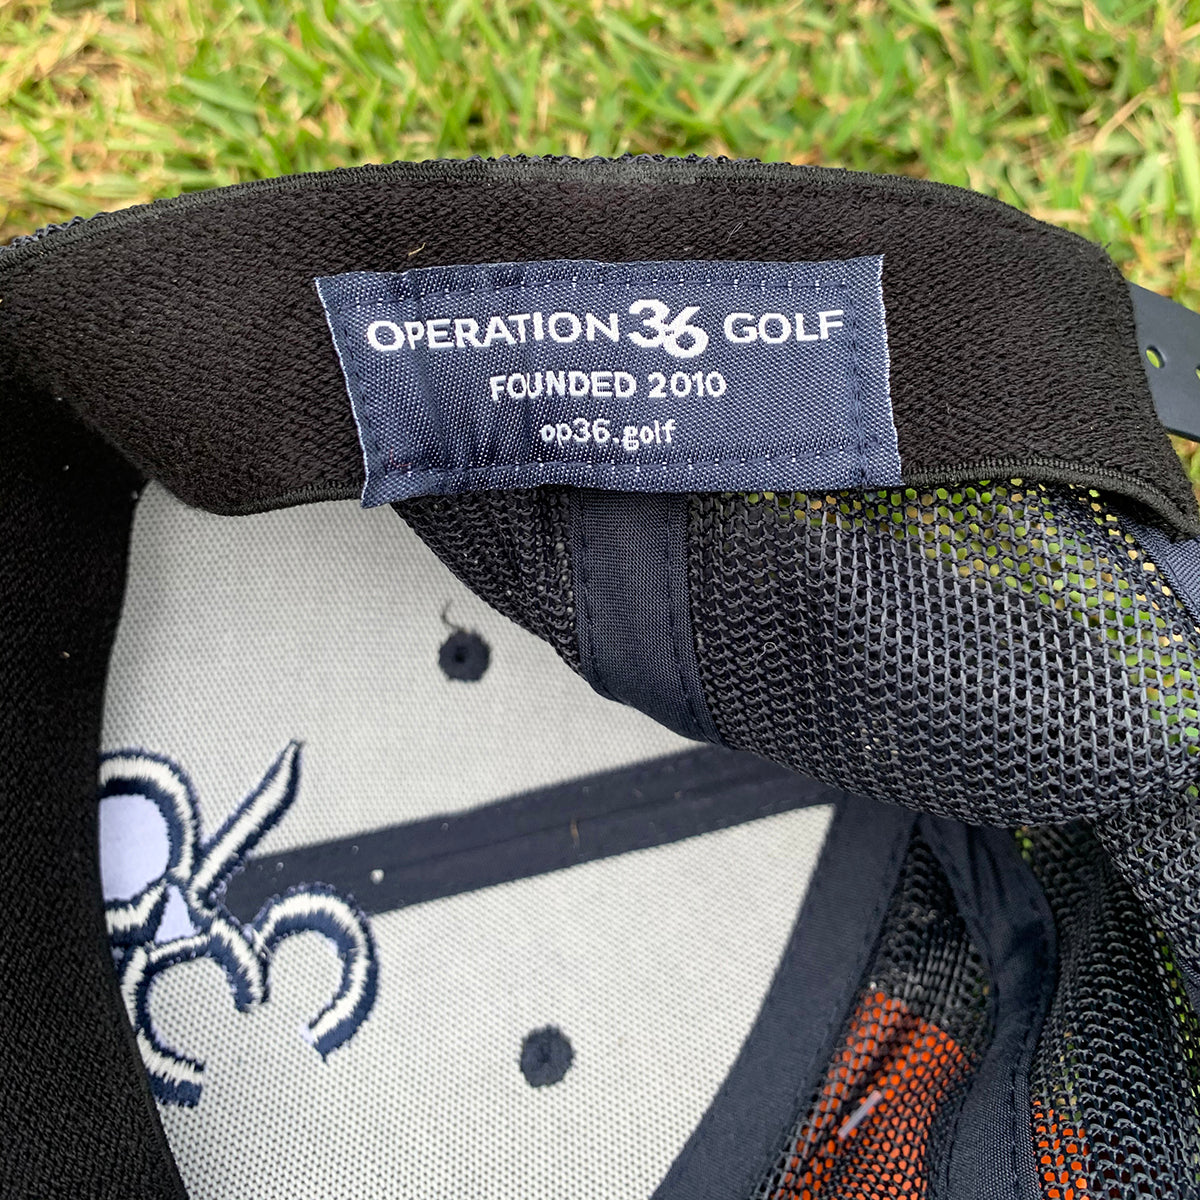 OPERATION 36 GOLF
FOUNDED 2010
op36.golf